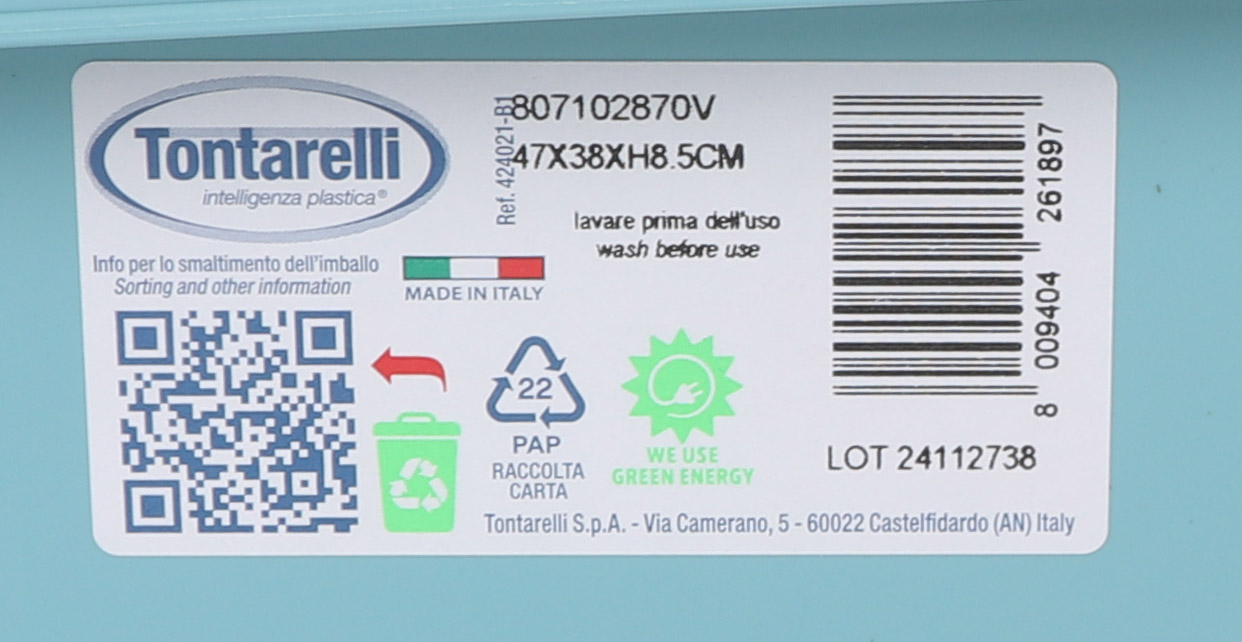 Tontarelli
intelligenza plastica®
Info per lo smaltimento dell'imballo
Sorting and other information
Ref. 424021-B1
807102870V
47X38XH8.5CM
lavare prima dell'uso
wash before use
MADE IN ITALY
22
PAP
RACCOLTA
CARTA
WE USE
GREEN ENERGY
8 009404 261897
LOT 24112738
Tontarelli S.p.A. - Via Camerano, 5 - 60022 Castelfidardo (AN) Italy